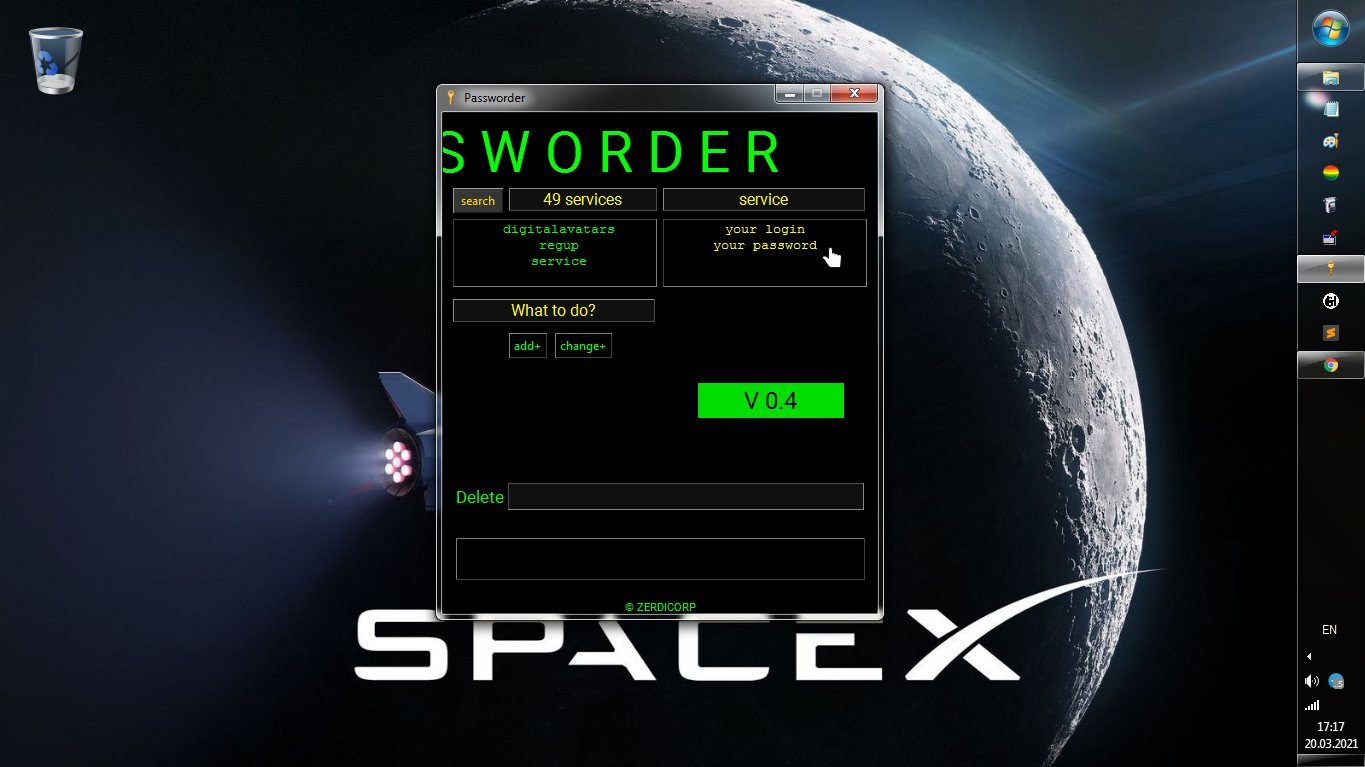 Passworder
SWORDER
search
49 services
service
digitalavatars
regup
service
your login
your password
What to do?
add+
change+
V 0.4
Delete
© ZERDICORP
SPACEX
EN
17:17
20.03.2021